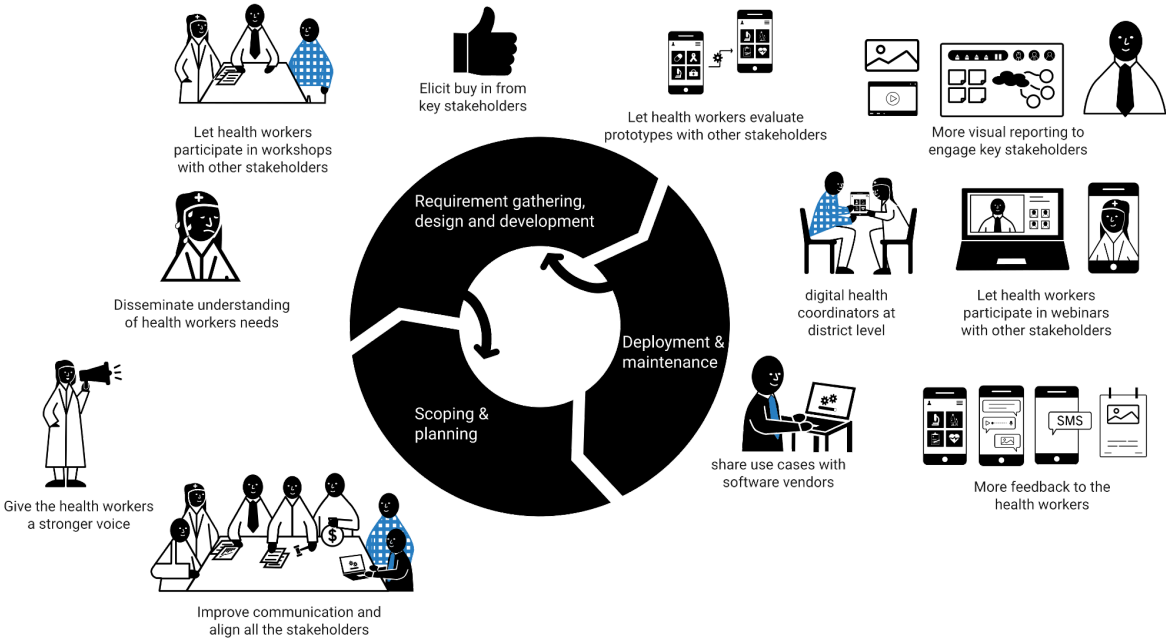 Elicit buy in from
key stakeholders
Let health workers
participate in workshops
with other stakeholders
Let health workers evaluate
prototypes with other stakeholders
More visual reporting to
engage key stakeholders
Requirement gathering,
design and development
Disseminate understanding
of health workers needs
digital health
coordinators at
district level
Let health workers
participate in webinars
with other stakeholders
Deployment &
maintenance
Scoping &
planning
share use cases with
software vendors
SMS
More feedback to the
health workers
Give the health workers
a stronger voice
$
Improve communication and
align all the stakeholders